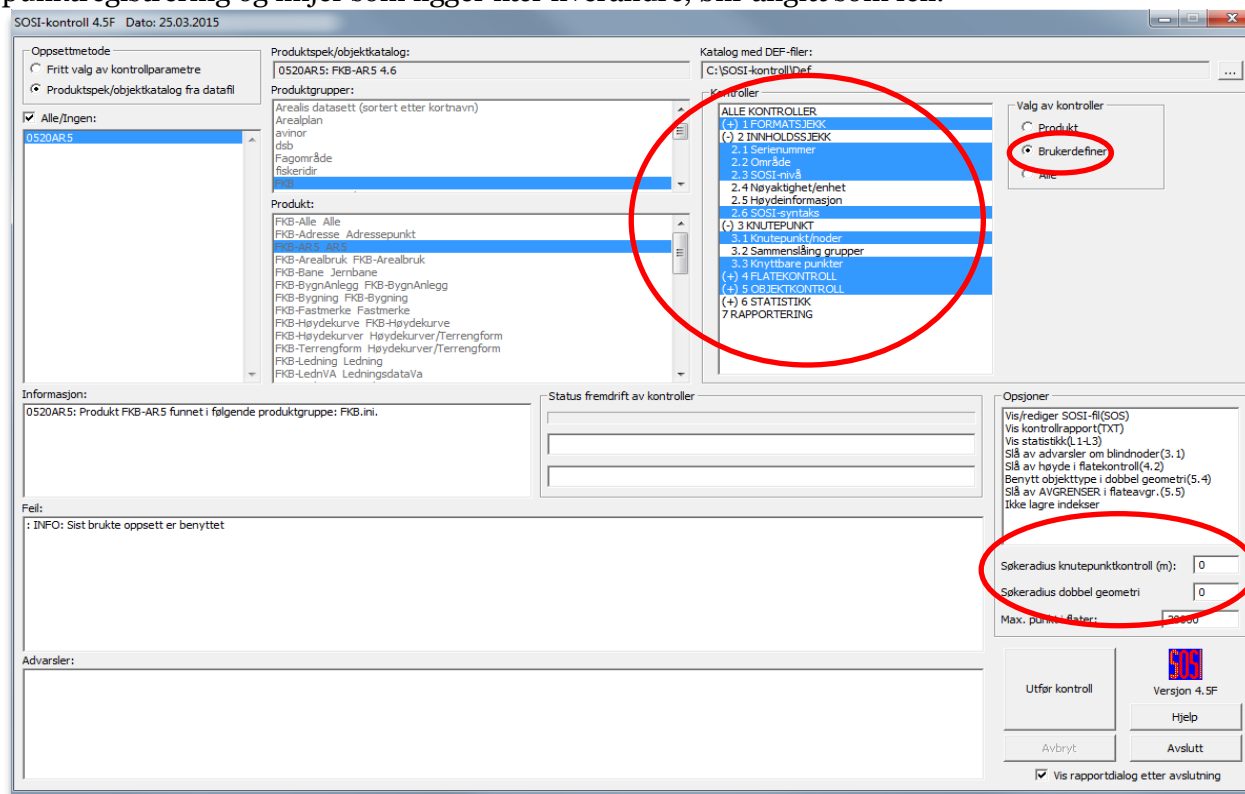 punktregistrering og linjer som ligger etter hverandre, blir angitt som feil.
SOSI-kontroll 4.5F Dato: 25.03.2015
Oppsettmetode
Fritt valg av kontrollparametre
Produktspek/objektkatalog fra datafil
Alle/Ingen:
0520AR5
Produktspek/objektkatalog:
0520AR5: FKB-AR5 4.6
Produktgrupper:
Arealis datasett (sortert etter kortnavn)
Arealplan
avinor
dsb
Fagområde
fiskeridir
FKB
Produkt:
FKB-Alle Alle
FKB-Adresse Adressepunkt
FKB-AR5 AR5
FKB-Arealbruk FKB-Arealbruk
FKB-Bane Jernbane
FKB-BygnAnlegg FKB-BygnAnlegg
FKB-Bygning FKB-Bygning
FKB-Fastmerke Fastmerke
FKB-Høydekurve FKB-Høydekurve
FKB-Høydekurver Høydekurver/Terrengform
FKB-Terrengform Høydekurver/Terrengform
FKB-Ledning Ledning
FKB-LednVA LedningsdataVa
Katalog med DEF-filer:
C:\SOSI-kontroll\Def
...
Kontroller
ALLE KONTROLLER
(+) 1 FORMATSJEKK
(-) 2 INNHOLDSSJEKK
2.1 Serienummer
2.2 Område
2.3 SOSI-nivå
2.4 Nøyaktighet/enhet
2.5 Høydeinformasjon
2.6 SOSI-syntaks
(-) 3 KNUTEPUNKT
3.1 Knutepunkt/noder
3.2 Sammenslåing grupper
3.3 Knyttbare punkter
(+) 4 FLATEKONTROLL
(+) 5 OBJEKTKONTROLL
(+) 6 STATISTIKK
7 RAPPORTERING
Valg av kontroller
Produkt
Brukerdefiner
Alle
Informasjon:
0520AR5: Produkt FKB-AR5 funnet i følgende produktgruppe: FKB.ini.
Status fremdrift av kontroller
Opsjoner
Vis/rediger SOSI-fil(SOS)
Vis kontrollrapport(TXT)
Vis statistikk(L1-L3)
Slå av advarsler om blindnoder(3.1)
Slå av høyde i flatekontroll(4.2)
Benytt objekttype i dobbel geometri(5.4)
Slå av AVGRENSER i flateavgr.(5.5)
Ikke lagre indekser
Søkeradius knutepunktkontroll (m): 0
Søkeradius dobbel geometri 0
Max. punkt i flater:
Feil:
: INFO: Sist brukte oppsett er benyttet
Advarsler:
Utfør kontroll
SOSI
Versjon 4.5F
Hjelp
Avbryt
Avslutt
Vis rapportdialog etter avslutning